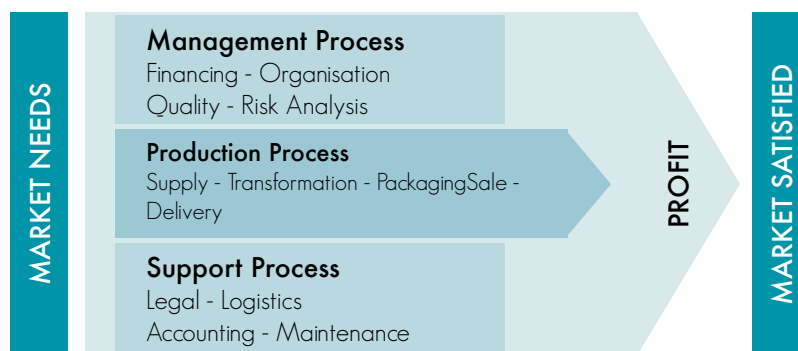 MARKET NEEDS
Management Process
Financing - Organisation
Quality - Risk Analysis
Production Process
Supply - Transformation - PackagingSale -
Delivery
Support Process
Legal - Logistics
Accounting - Maintenance
PROFIT
MARKET SATISFIED